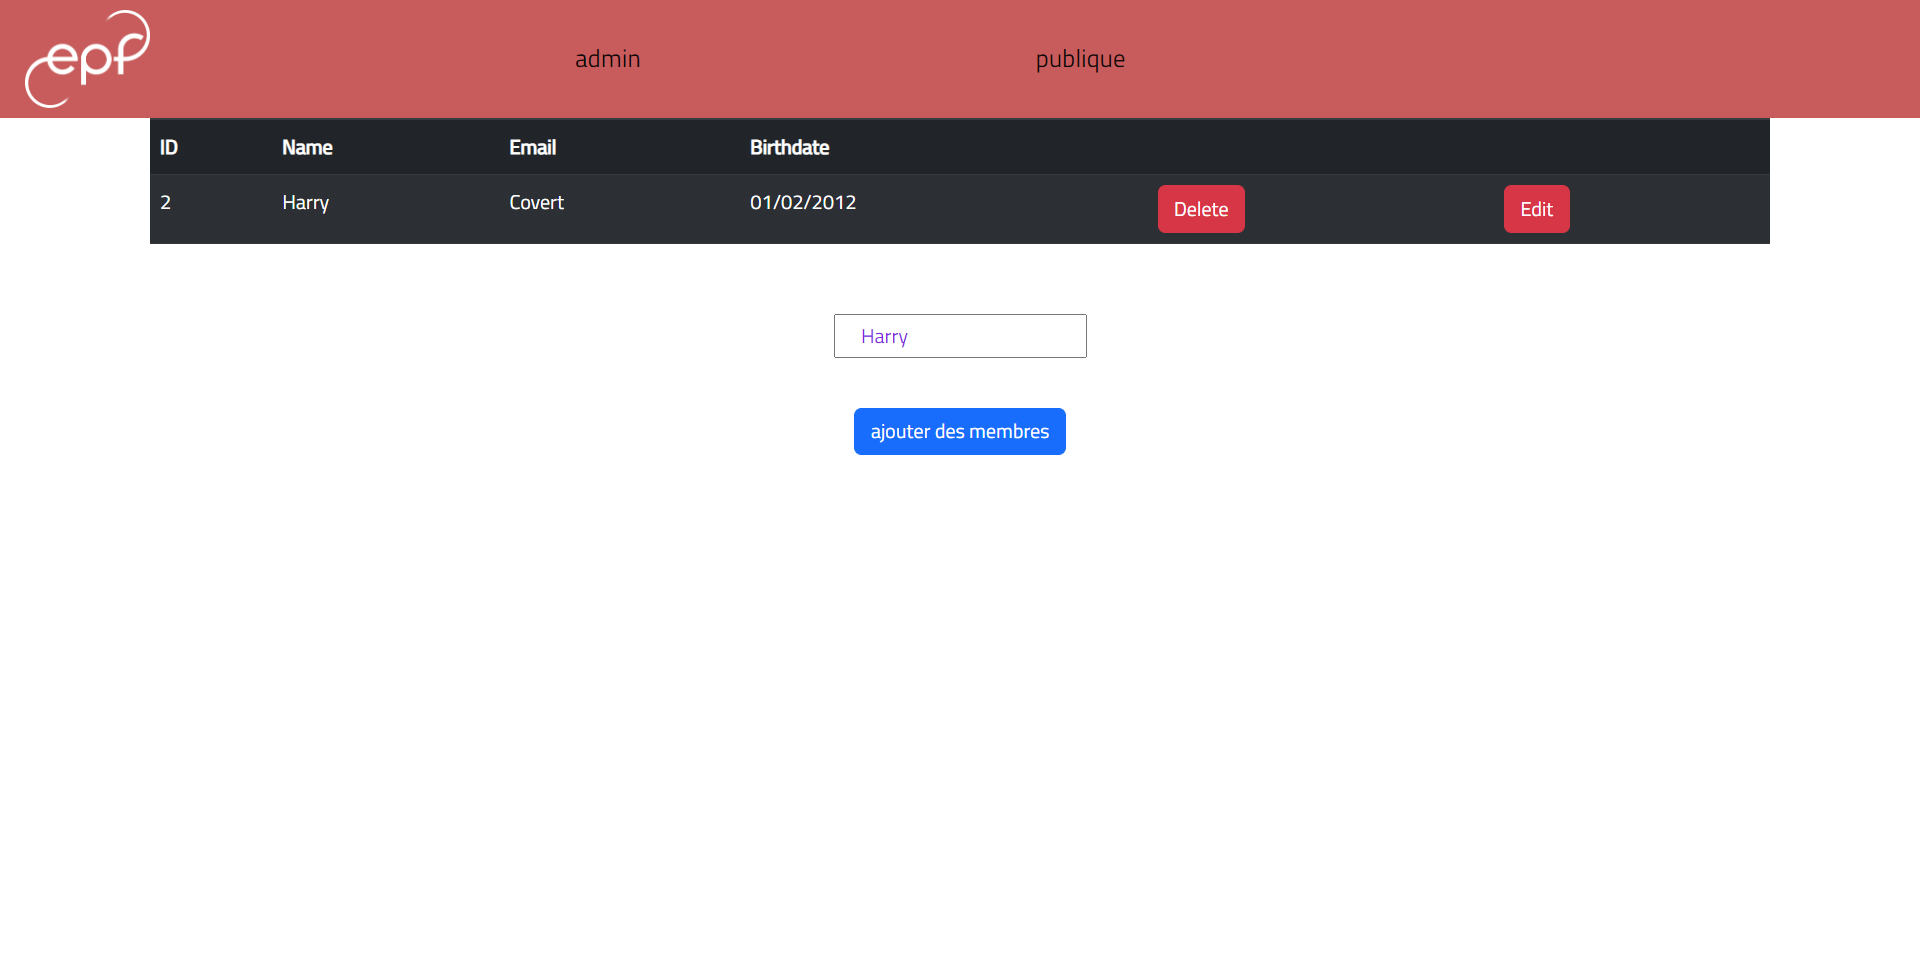 epf
admin publique
ID Name Email Birthdate
2 Harry Covert 01/02/2012 Delete Edit
Harry
ajouter des membres